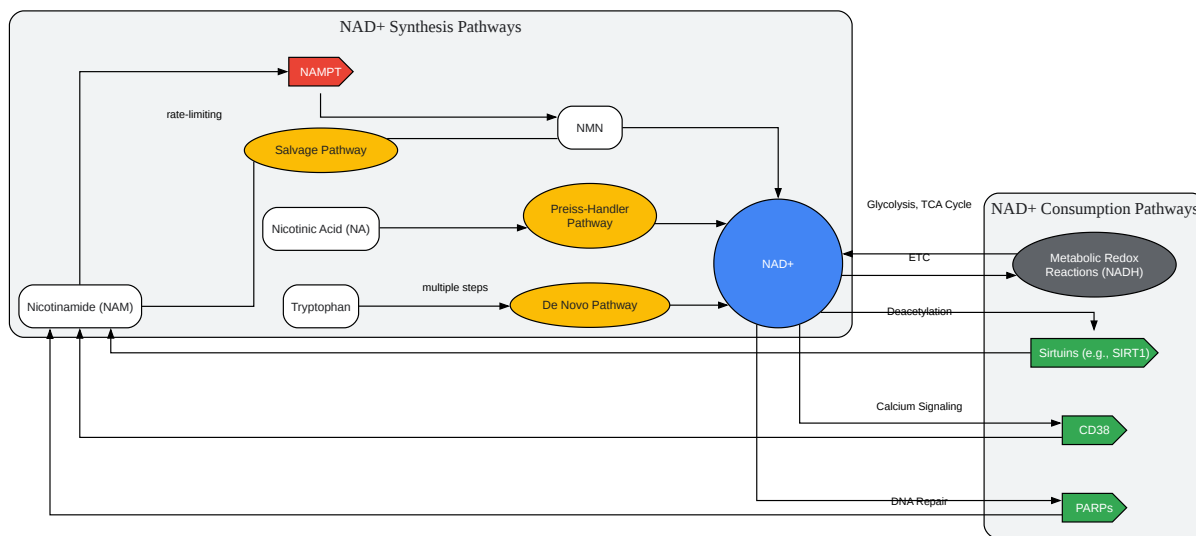 NAD+ Synthesis Pathways
NAMPT
rate-limiting
NMN
Salvage Pathway
Preiss-Handler
Pathway
Nicotinic Acid (NA)
Glycolysis, TCA Cycle
NAD+ Consumption Pathways
NAD+
ETC
Metabolic Redox
Reactions (NADH)
Nicotinamide (NAM)
Tryptophan
multiple steps
De Novo Pathway
Deacetylation
Sirtuins (e.g., SIRT1)
Calcium Signaling
CD38
DNA Repair
PARPs